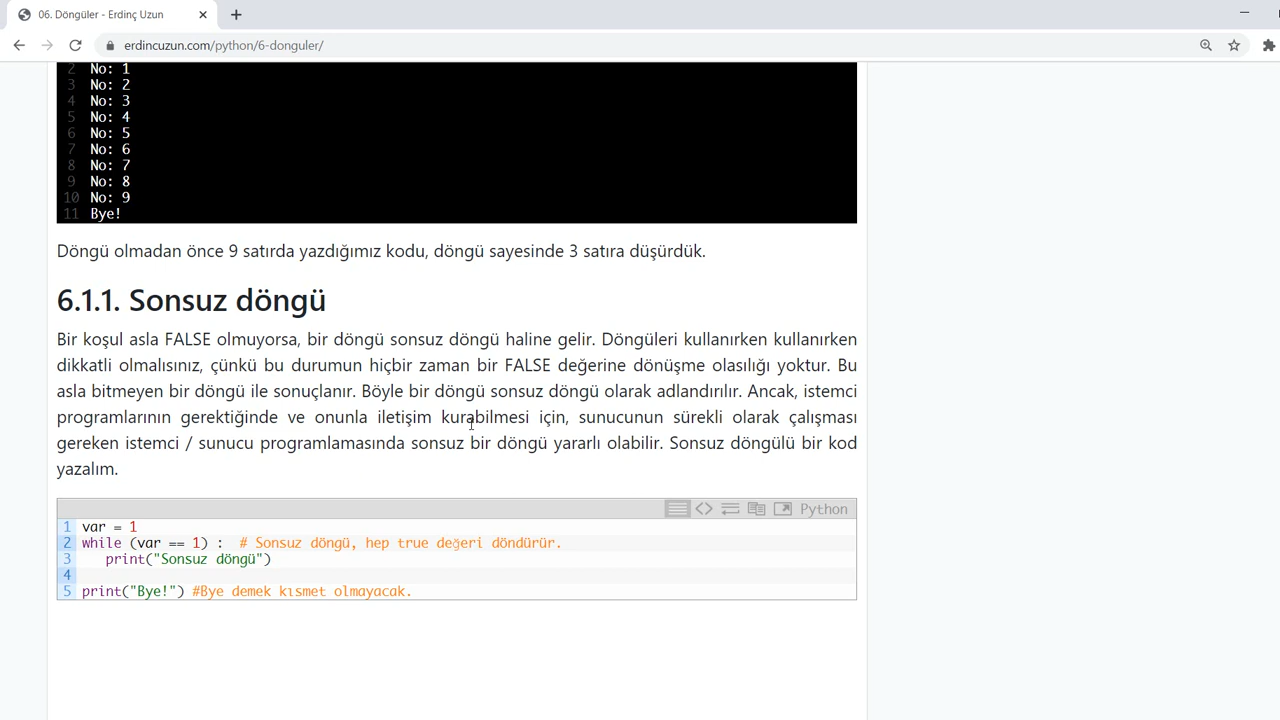 06. Döngüler - Erdinç Uzun
erdincuzun.com/python/6-donguler/
2 No: 1
3 No: 2
4 No: 3
5 No: 4
6 No: 5
7 No: 6
8 No: 7
9 No: 8
10 No: 9
11 Bye!
Döngü olmadan önce 9 satırda yazdığımız kodu, döngü sayesinde 3 satıra düşürdük.
6.1.1. Sonsuz döngü
Bir koşul asla FALSE olmuyorsa, bir döngü sonsuz döngü haline gelir. Döngüleri kullanırken kullanırken
dikkatli olmalısınız, çünkü bu durumun hiçbir zaman bir FALSE değerine dönüşme olasılığı yoktur. Bu
asla bitmeyen bir döngü ile sonuçlanır. Böyle bir döngü sonsuz döngü olarak adlandırılır. Ancak, istemci
programlarının gerektiğinde ve onunla iletişim kurabilmesi için, sunucunun sürekli olarak çalışması
gereken istemci / sunucu programlamasında sonsuz bir döngü yararlı olabilir. Sonsuz döngülü bir kod
yazalım.
Python
1 var = 1
2 while (var == 1) :  # Sonsuz döngü, hep true değeri döndürür.
3    print("Sonsuz döngü")
4
5 print("Bye!") #Bye demek kısmet olmayacak.